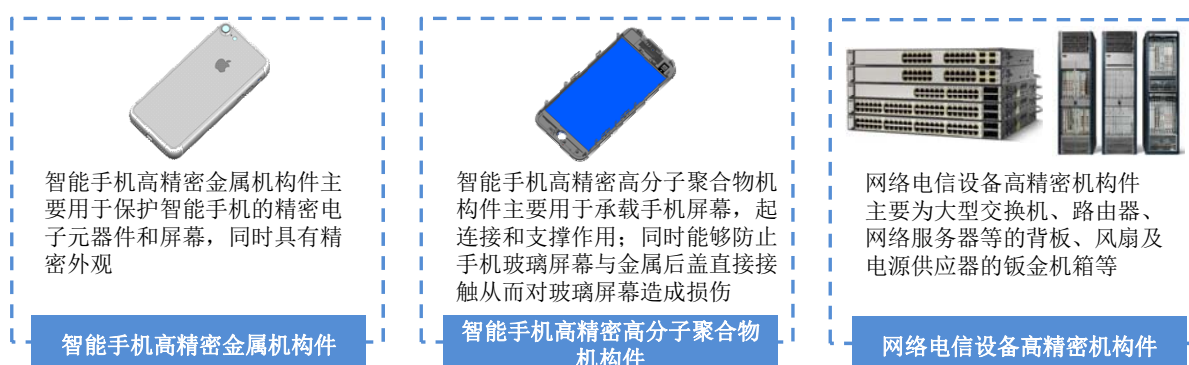 智能手机高精密金属机构件主
要用于保护智能手机的精密电
子元器件和屏幕，同时具有精
密外观
智能手机高精密金属机构件
智能手机高精密高分子聚合物机
构件主要用于承载手机屏幕，起
连接和支撑作用；同时能够防止
手机玻璃屏幕与金属后盖直接接
触从而对玻璃屏幕造成损伤
智能手机高精密高分子聚合物
机构件
网络电信设备高精密机构件
主要为大型交换机、路由器、
网络服务器等的背板、风扇及
电源供应器的钣金机箱等
网络电信设备高精密机构件